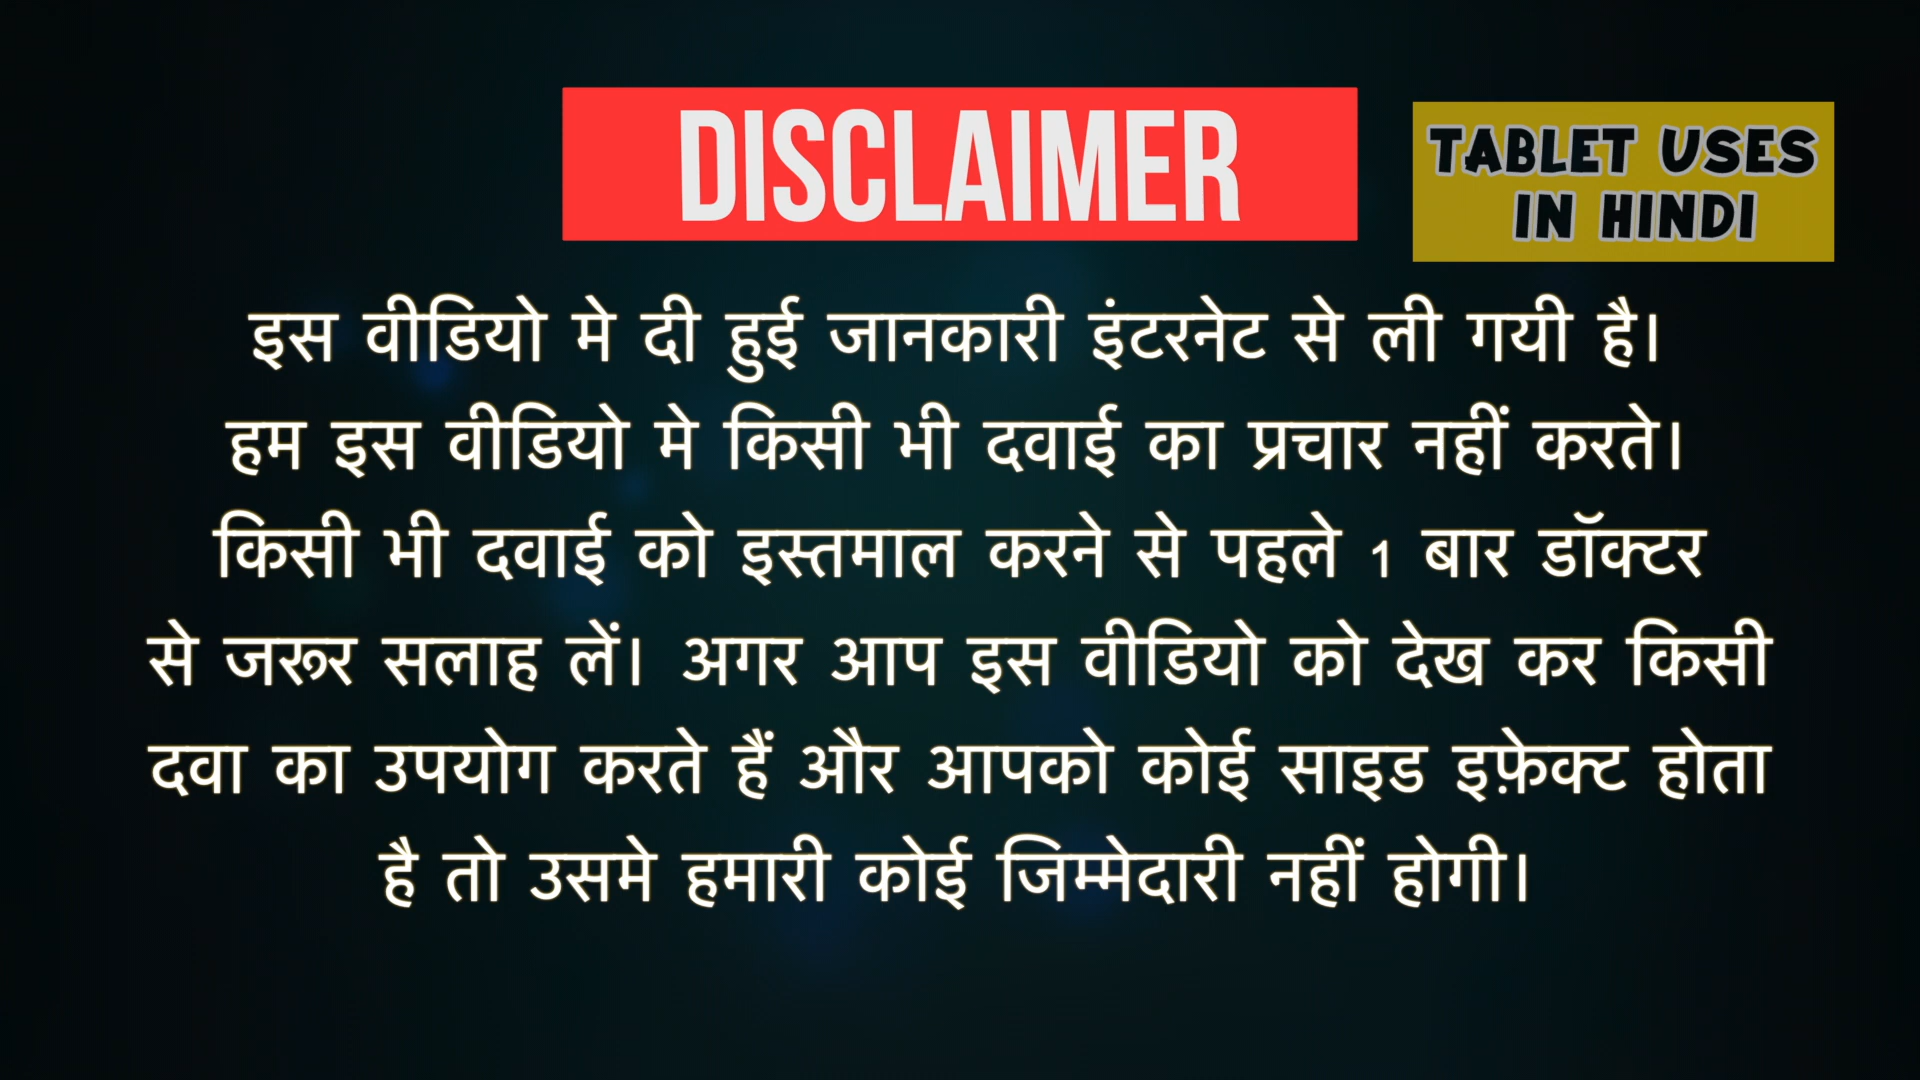 DISCLAIMER
TABLET USES
IN HINDI
इस वीडियो मे दी हुई जानकारी इंटरनेट से ली गयी है।
हम इस वीडियो मे किसी भी दवाई का प्रचार नहीं करते।
किसी भी दवाई को इस्तमाल करने से पहले 1 बार डॉक्टर
से जरूर सलाह लें। अगर आप इस वीडियो को देख कर किसी
दवा का उपयोग करते हैं और आपको कोई साइड इफ़ेक्ट होता
है तो उसमे हमारी कोई जिम्मेदारी नहीं होगी।